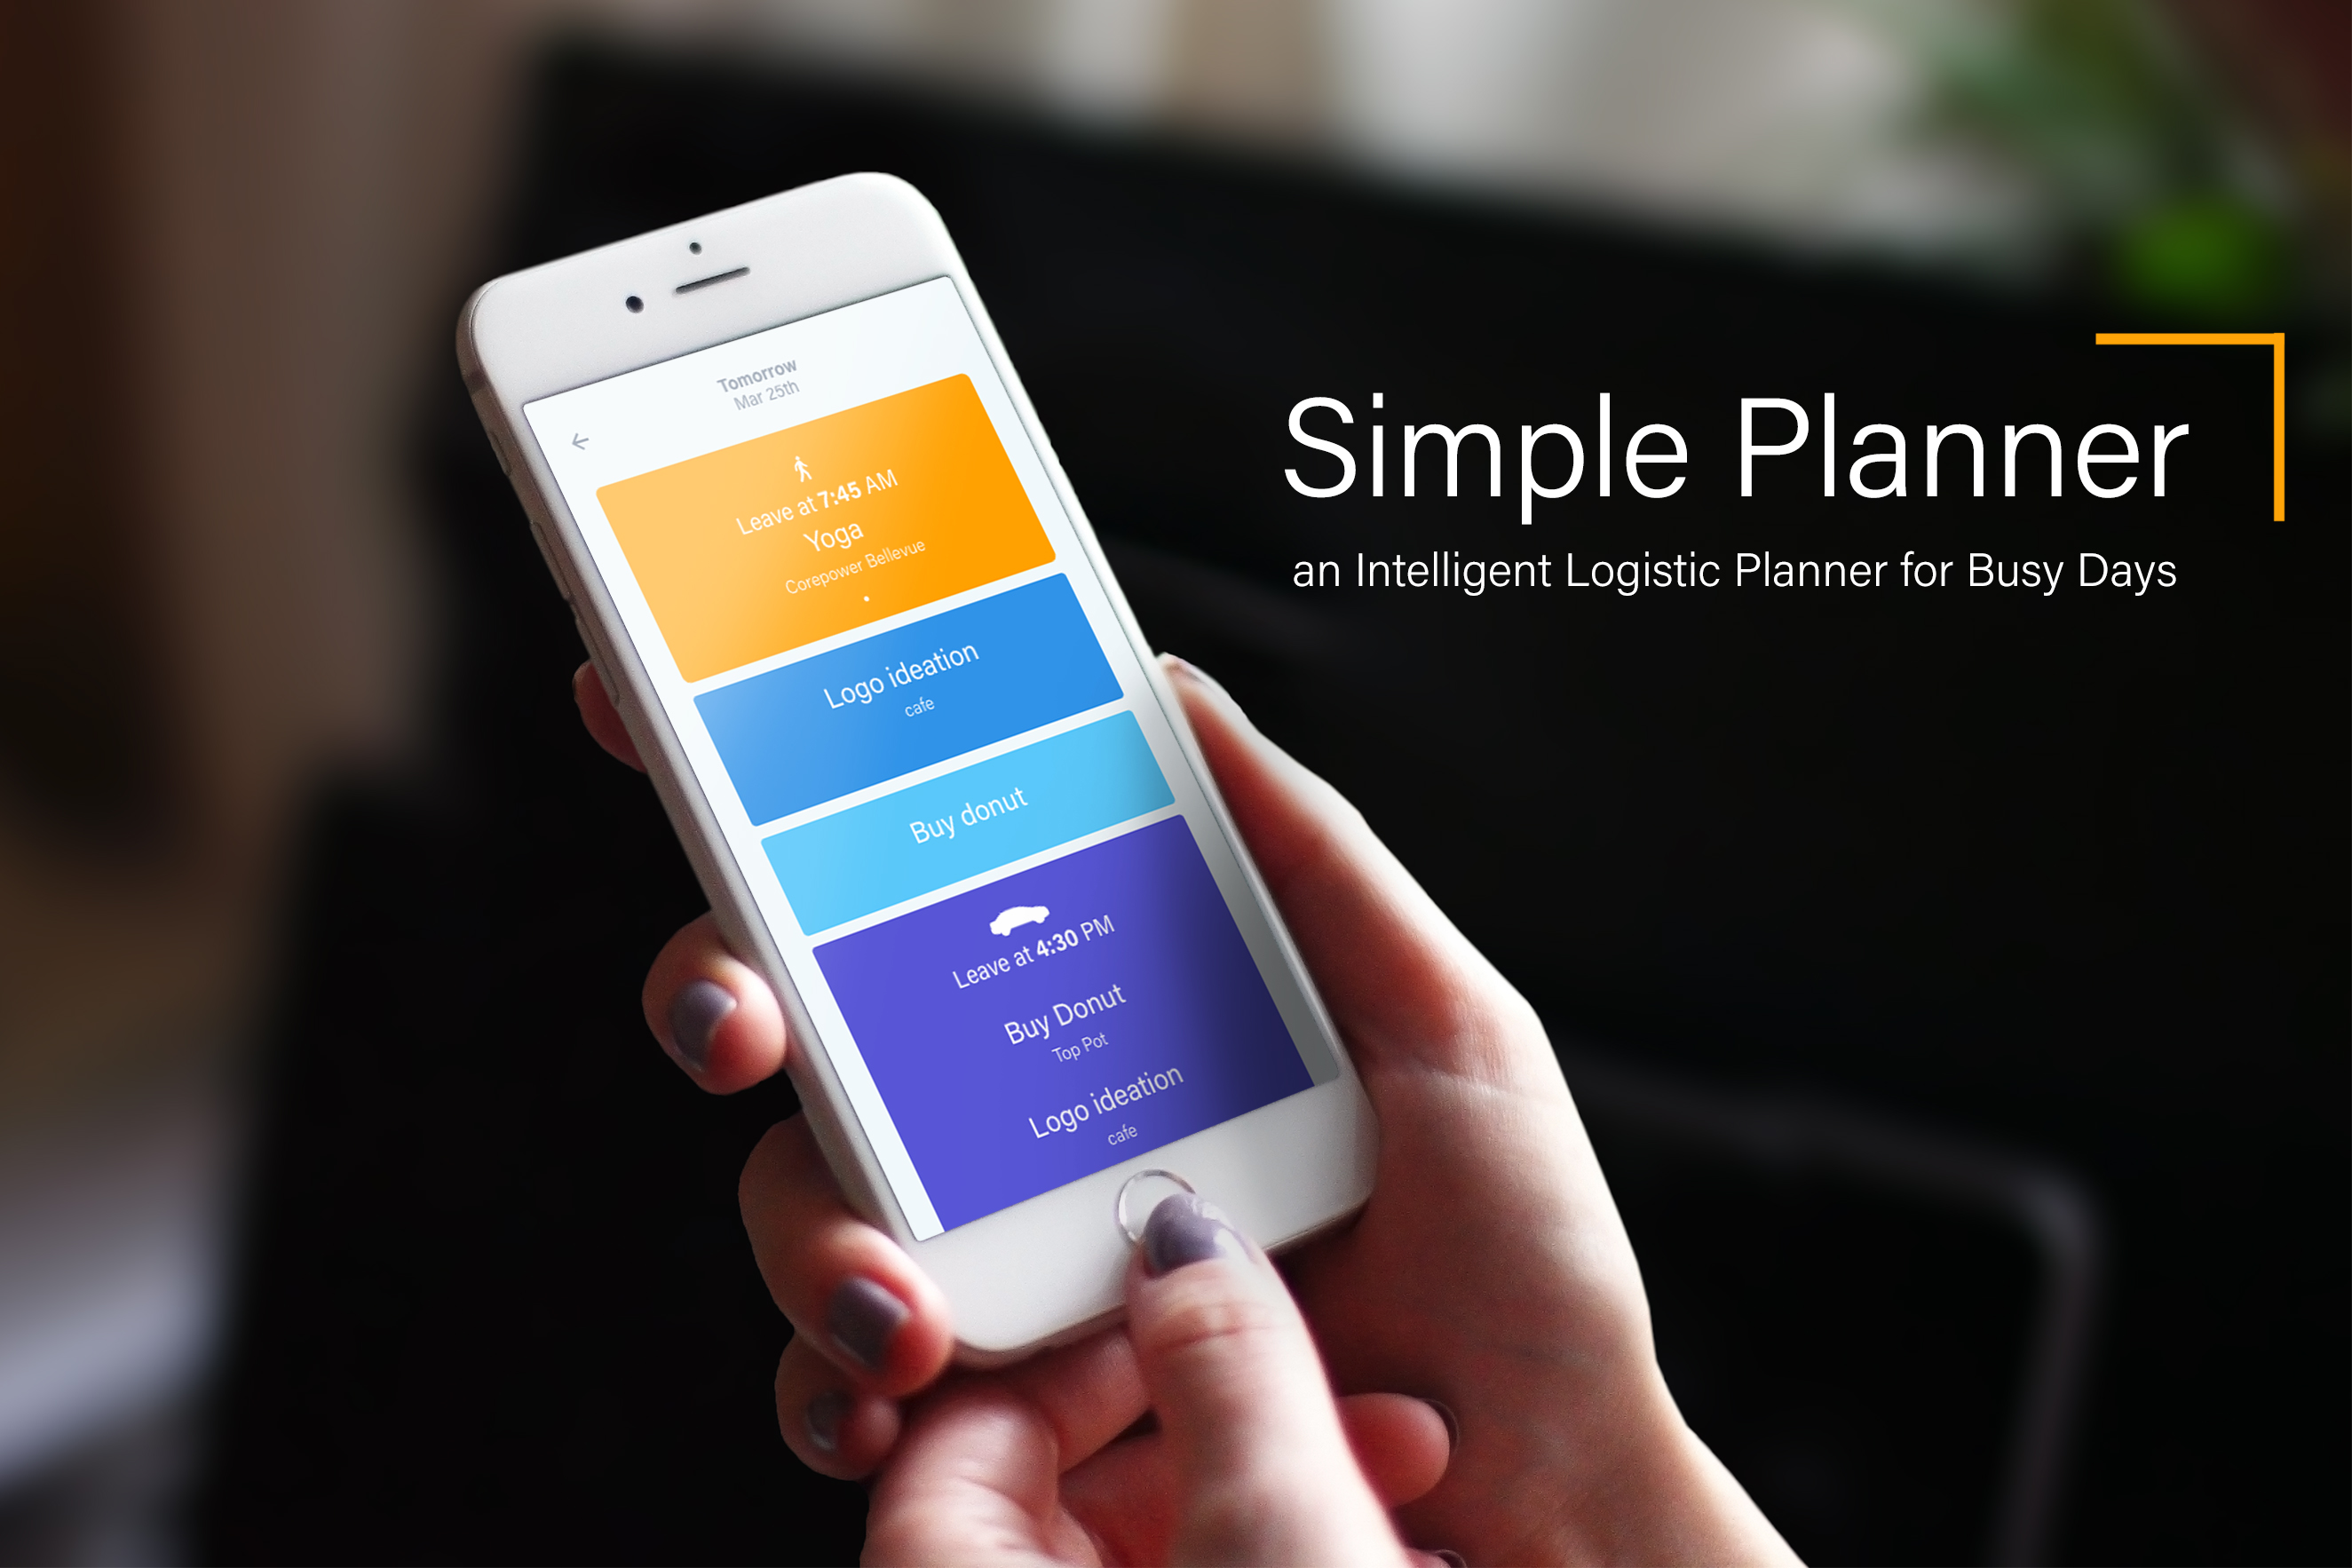 Tomorrow
Mar 25th
Leave at 7:45 AM
Yoga
Corepower Bellevue
Logo ideation
cafe
Buy donut
Leave at 4:30 PM
Buy Donut
Top Pot
Logo ideation
cafe
Simple Planner
an Intelligent Logistic Planner for Busy Days